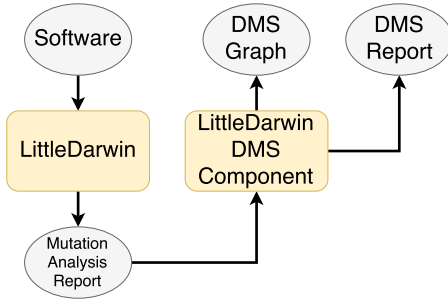 Software
LittleDarwin
Mutation
Analysis
Report
DMS
Graph
DMS
Report
LittleDarwin
DMS
Component